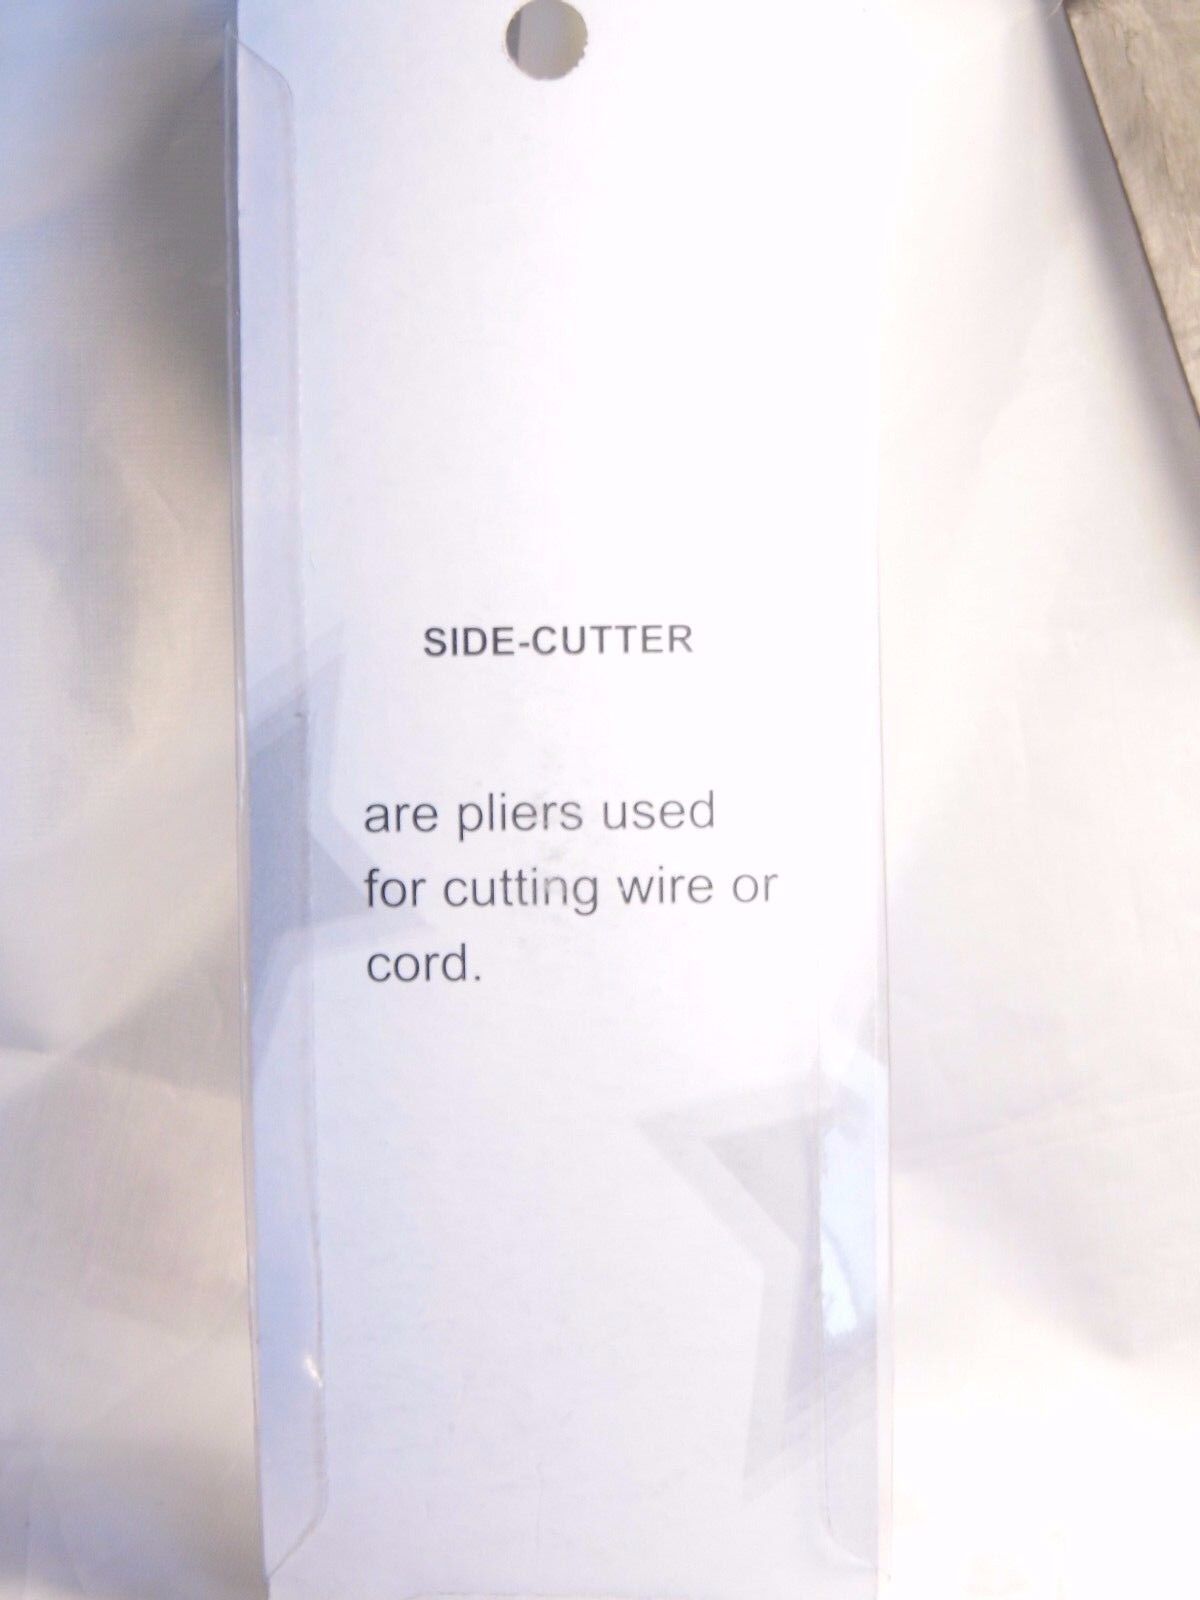 SIDE-CUTTER
are pliers used
for cutting wire or
cord.